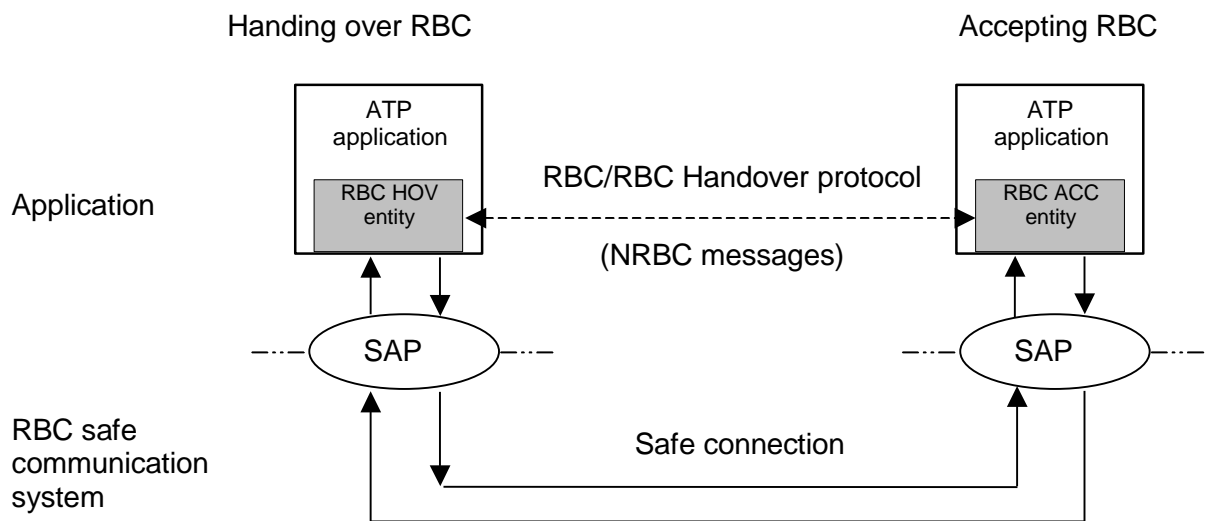 Handing over RBC
Accepting RBC
ATP
application
ATP
application
RBC/RBC Handover protocol
RBC HOV
entity
RBC ACC
entity
Application
(NRBC messages)
SAP
SAP
RBC safe
communication
system
Safe connection